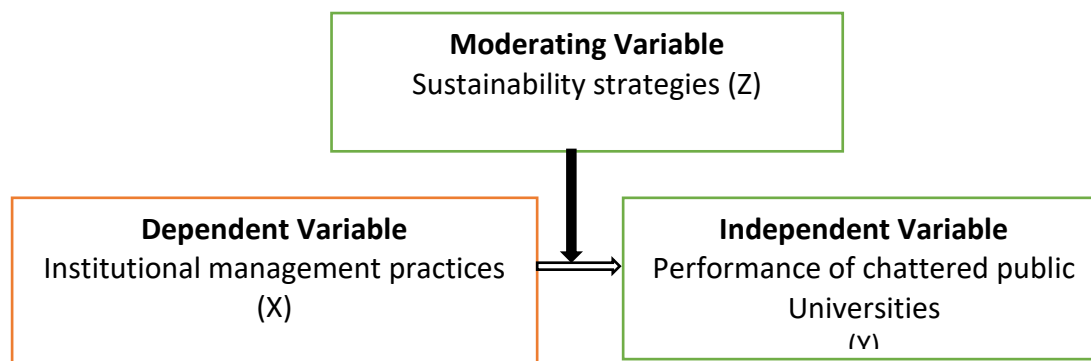 Moderating Variable
Sustainability strategies (Z)
Dependent Variable
Institutional management practices
(X)
Independent Variable
Performance of chattered public
Universities
(Y)